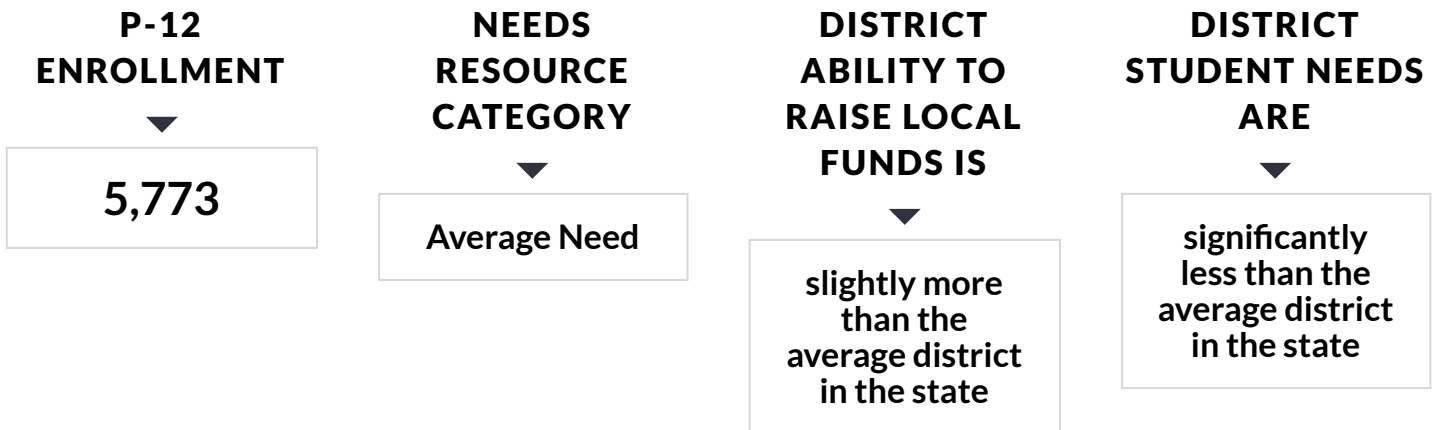 P-12
ENROLLMENT
5,773
NEEDS
RESOURCE
CATEGORY
Average Need
DISTRICT
ABILITY TO
RAISE LOCAL
FUNDS IS
slightly more
than the
average district
in the state
DISTRICT
STUDENT NEEDS
ARE
significantly
less than the
average district
in the state